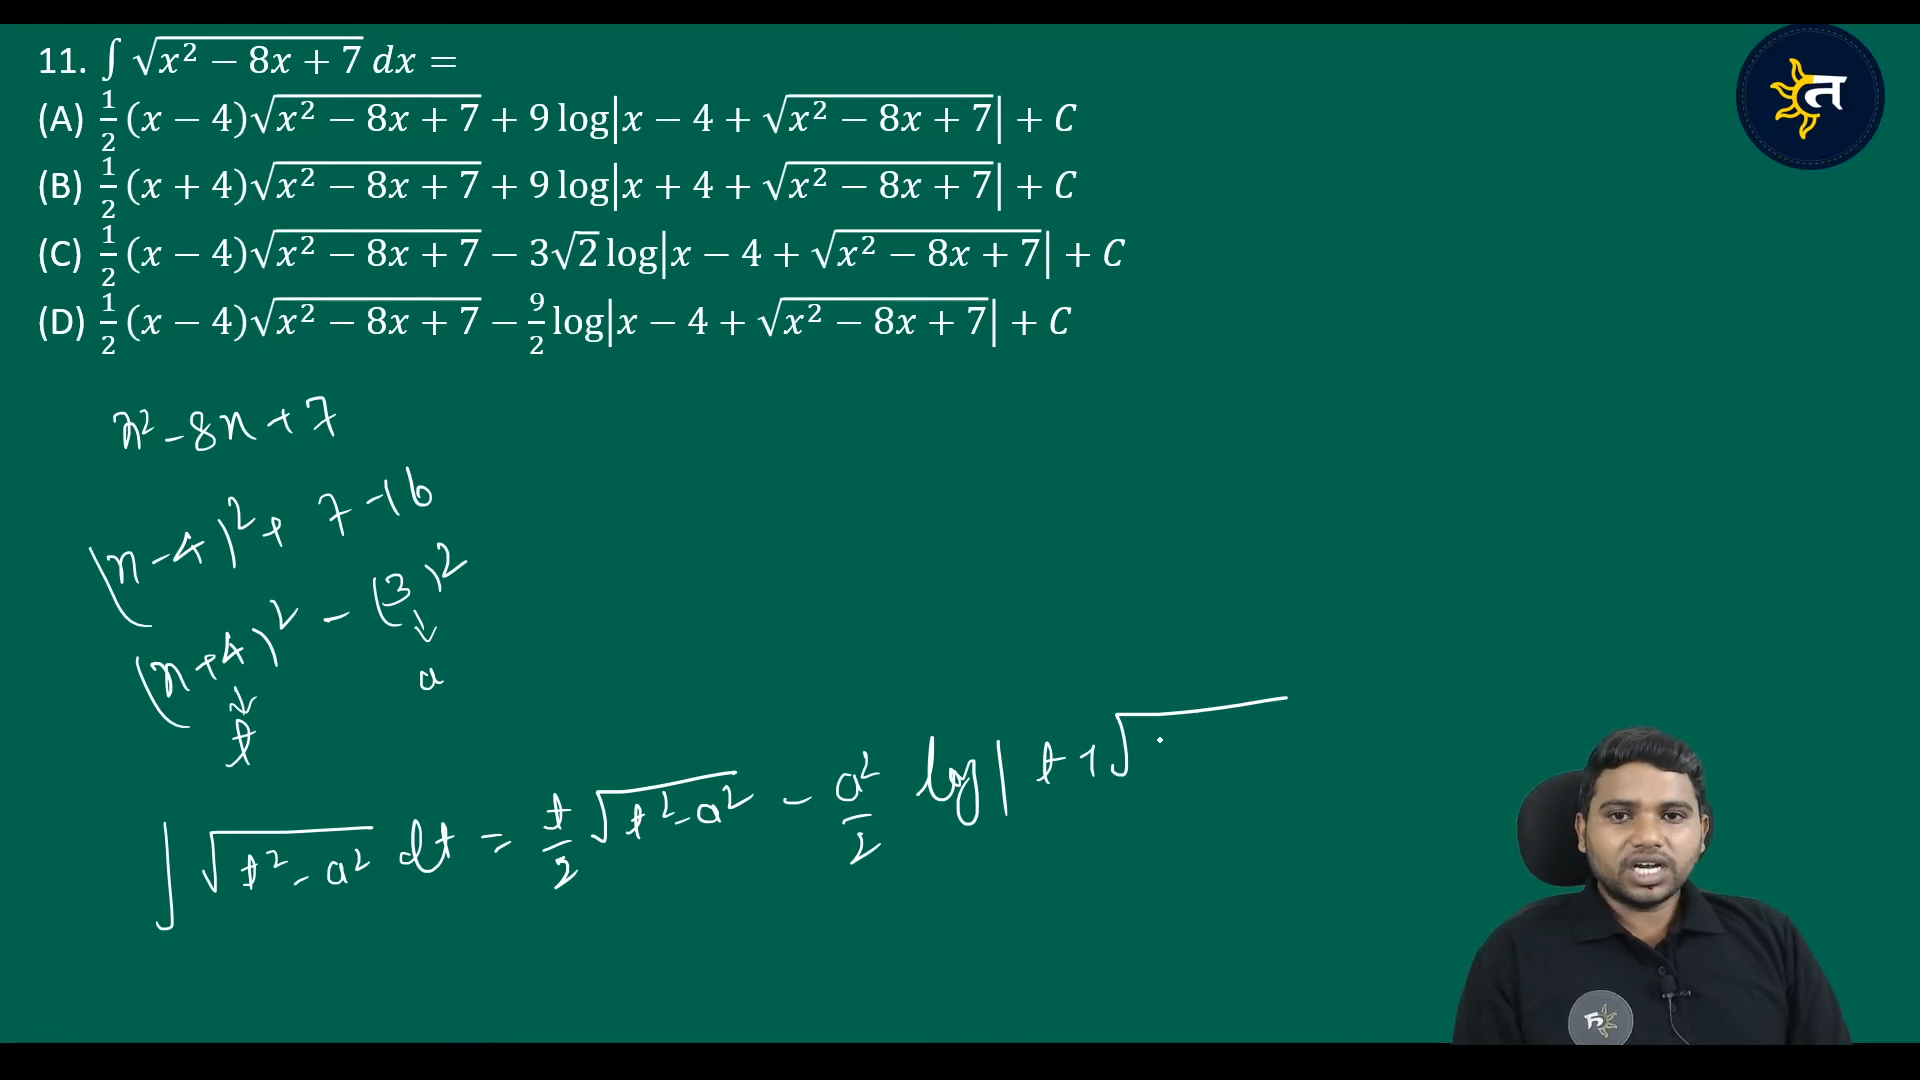 11. ∫ √(x² − 8x + 7) dx =
(A) 1/2 (x − 4)√(x² − 8x + 7) + 9 log|x − 4 + √(x² − 8x + 7)| + C
(B) 1/2 (x + 4)√(x² − 8x + 7) + 9 log|x + 4 + √(x² − 8x + 7)| + C
(C) 1/2 (x − 4)√(x² − 8x + 7) − 3√2 log|x − 4 + √(x² − 8x + 7)| + C
(D) 1/2 (x − 4)√(x² − 8x + 7) − 9/2 log|x − 4 + √(x² − 8x + 7)| + C
त
x² − 8x + 7
(x − 4)² + 7 − 16
(x + 4)² − (3)²
↓ ↓
t a
∫ √(t² − a²) dt = t/2 √(t² − a²) − a²/2 log| t + √
त